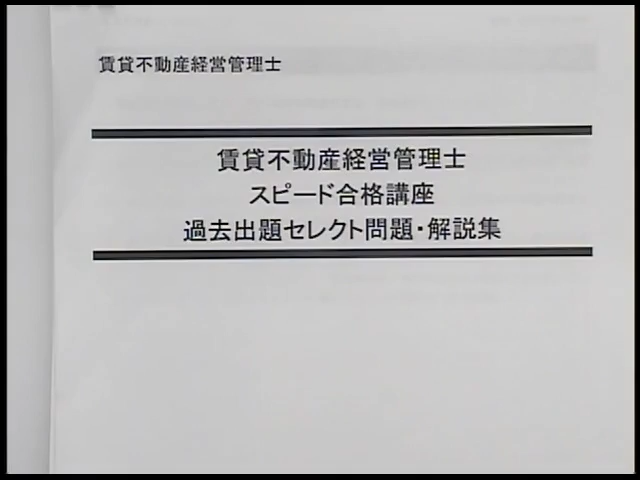 賃貸不動産経営管理士
賃貸不動産経営管理士
スピード合格講座
過去出題セレクト問題・解説集